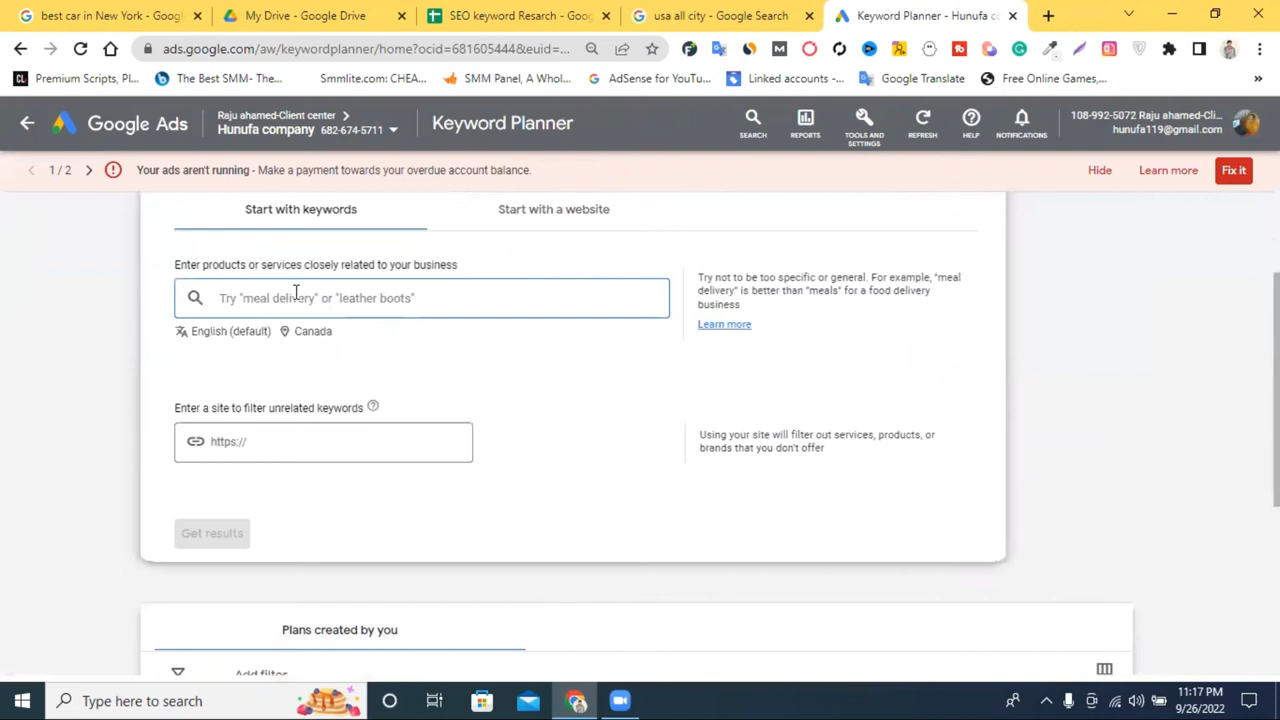 best car in New York - Googl
My Drive - Google Drive
SEO keyword Resarch - Goog
usa all city - Google Search
Keyword Planner - Hunufa co
ads.google.com/aw/keywordplanner/home?ocid=681605444&euid=...
Premium Scripts, Pl...
The Best SMM- The...
Smmlite.com: CHEA...
SMM Panel, A Whol...
AdSense for YouTu...
Linked accounts -...
Google Translate
Free Online Games,...
Google Ads
Raju ahamed-Client center
Hunufa company 682-674-5711
Keyword Planner
SEARCH
REPORTS
TOOLS AND SETTINGS
REFRESH
HELP
NOTIFICATIONS
108-992-5072 Raju ahamed-Cl...
hunufa119@gmail.com
1 / 2
Your ads aren't running - Make a payment towards your overdue account balance.
Hide
Learn more
Fix it
Start with keywords
Start with a website
Enter products or services closely related to your business
Try "meal delivery" or "leather boots"
English (default)
Canada
Try not to be too specific or general. For example, "meal
delivery" is better than "meals" for a food delivery
business
Learn more
Enter a site to filter unrelated keywords
https://
Using your site will filter out services, products, or
brands that you don't offer
Get results
Plans created by you
Add filter
Type here to search
11:17 PM
9/26/2022